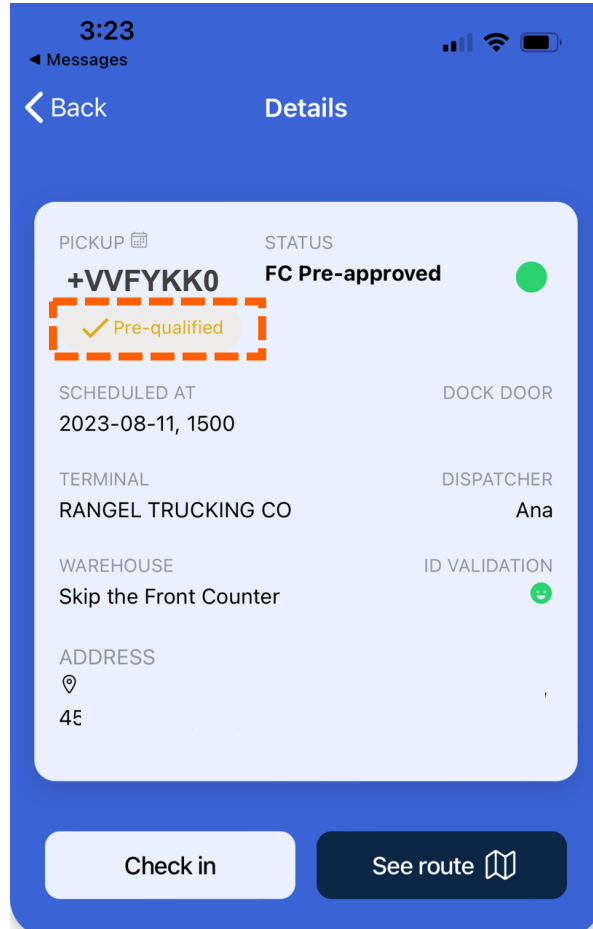 3:23
◀ Messages
Back
Details
PICKUP
STATUS
+VVFYKK0
FC Pre-approved
Pre-qualified
SCHEDULED AT
DOCK DOOR
2023-08-11, 1500
TERMINAL
DISPATCHER
RANGEL TRUCKING CO
Ana
WAREHOUSE
ID VALIDATION
Skip the Front Counter
ADDRESS
,
45
Check in
See route